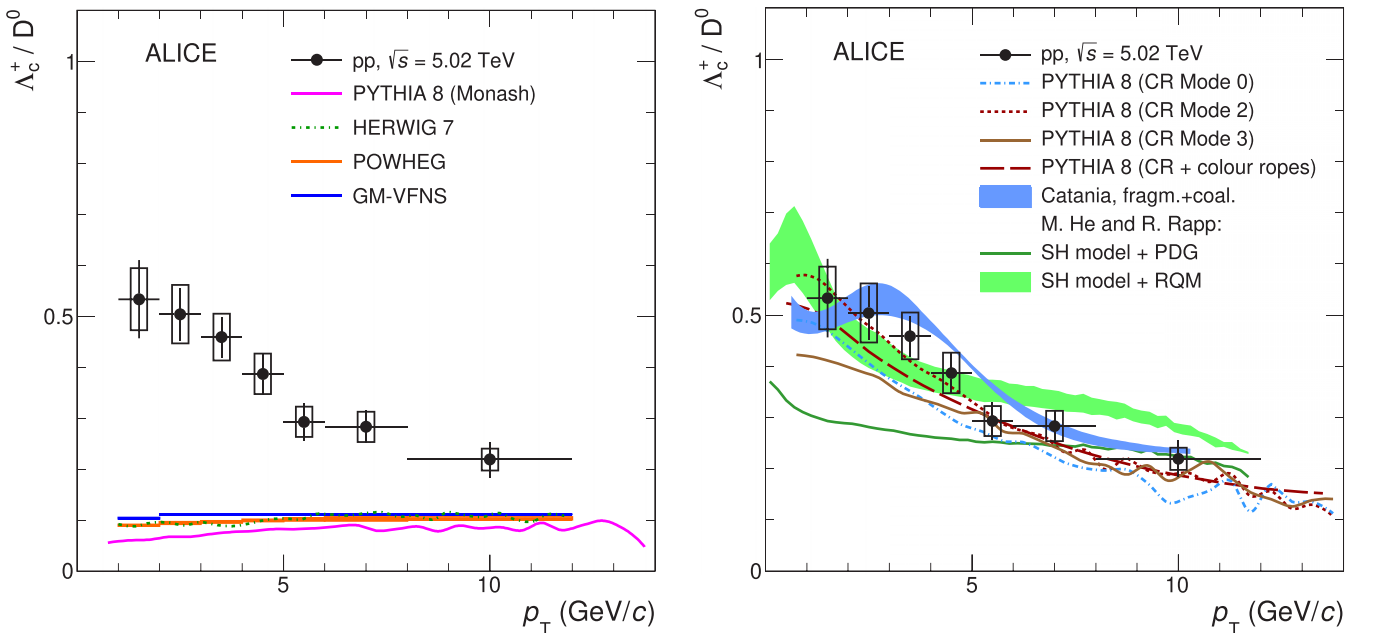 Λc+ / D0
1
0.5
0
ALICE
pp, √s = 5.02 TeV
PYTHIA 8 (Monash)
HERWIG 7
POWHEG
GM-VFNS
5
10
pT (GeV/c)
Λc+ / D0
1
0.5
0
ALICE
pp, √s = 5.02 TeV
PYTHIA 8 (CR Mode 0)
PYTHIA 8 (CR Mode 2)
PYTHIA 8 (CR Mode 3)
PYTHIA 8 (CR + colour ropes)
Catania, fragm.+coal.
M. He and R. Rapp:
SH model + PDG
SH model + RQM
5
10
pT (GeV/c)